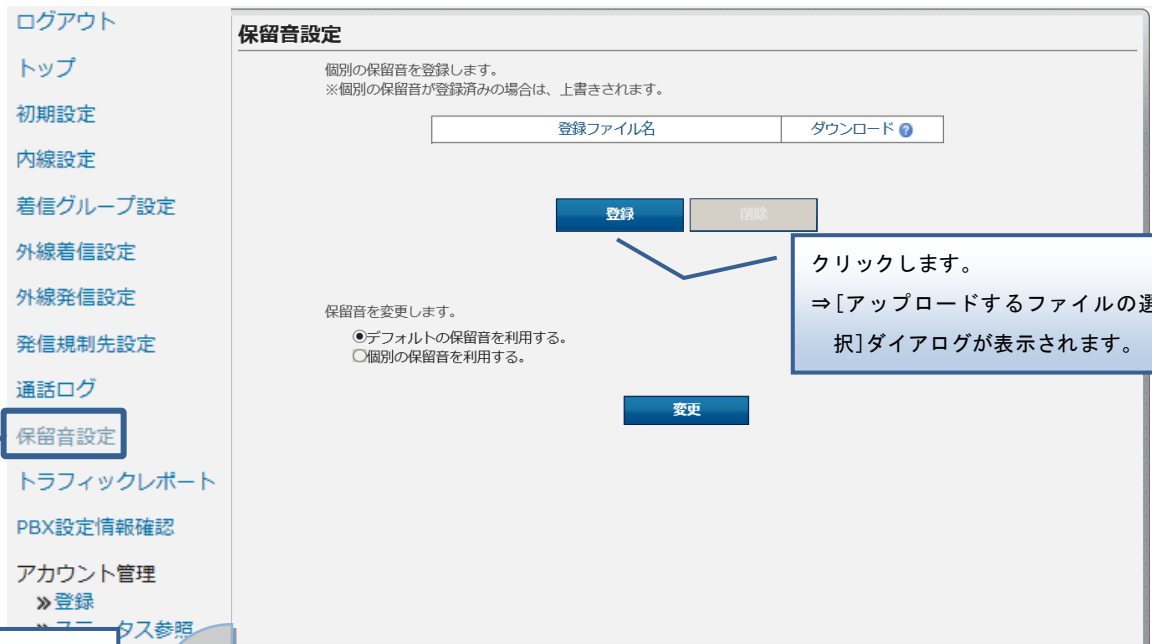 ログアウト
トップ
初期設定
内線設定
着信グループ設定
外線着信設定
外線発信設定
発信規制先設定
通話ログ
保留音設定
トラフィックレポート
PBX設定情報確認
アカウント管理
»登録
保留音設定
個別の保留音を登録します。
※個別の保留音が登録済みの場合は、上書きされます。
登録ファイル名 ダウンロード ?
登録 削除
クリックします。
⇒[アップロードするファイルの選
択]ダイアログが表示されます。
保留音を変更します。
デフォルトの保留音を利用する。
個別の保留音を利用する。
変更